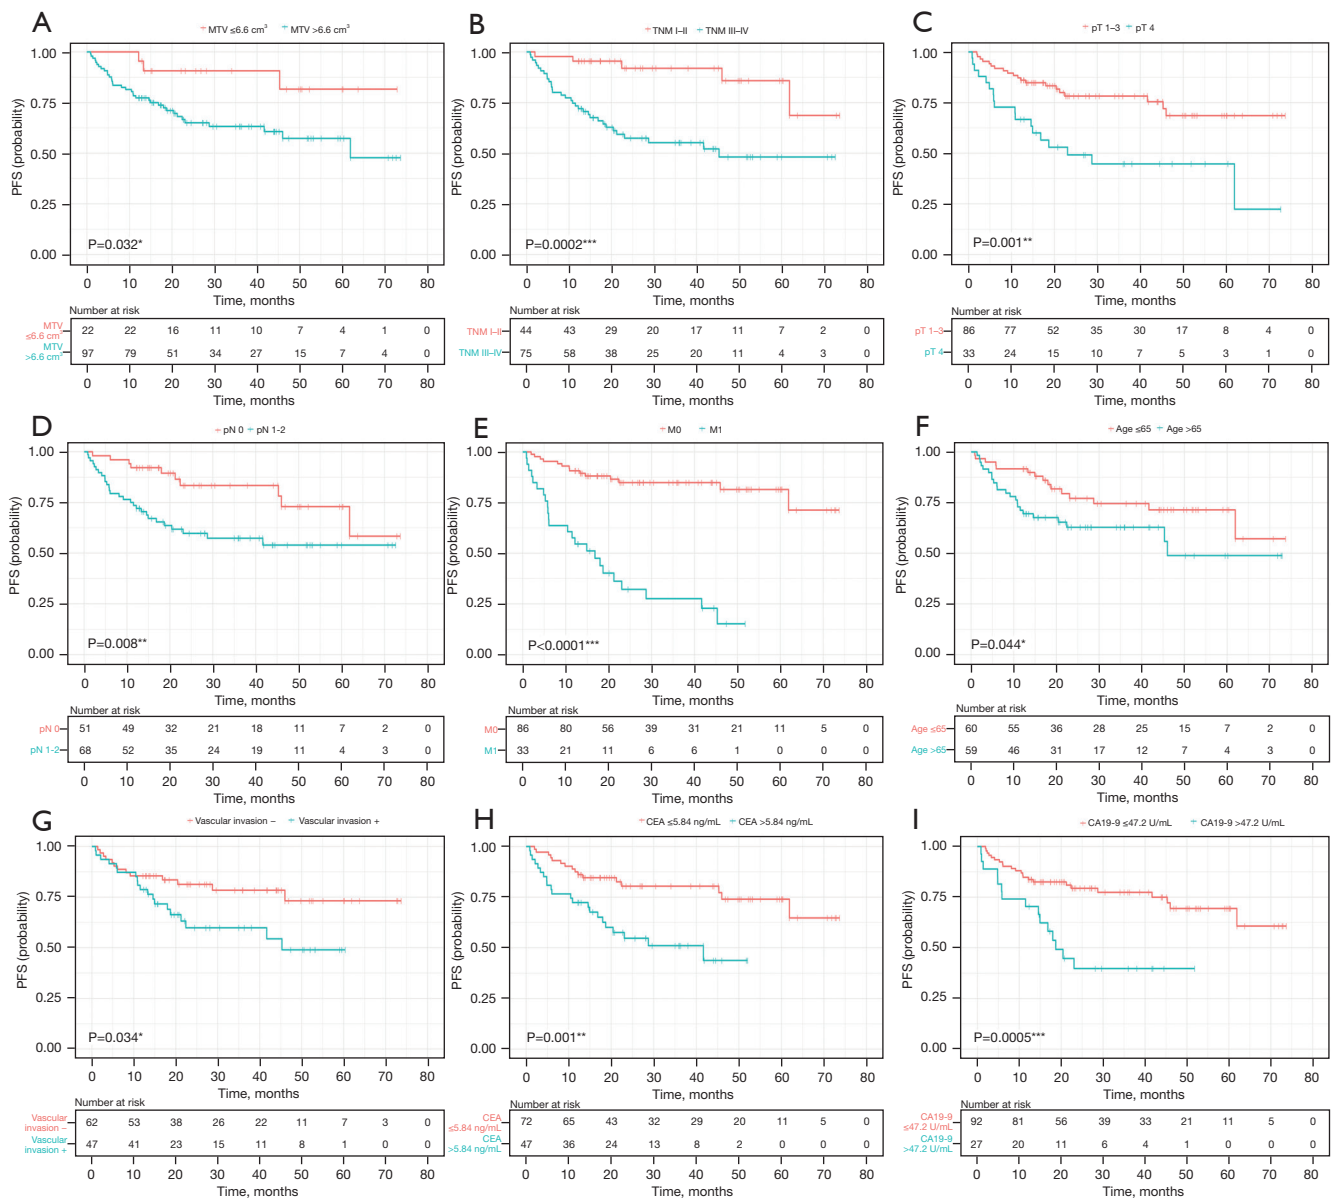 A
MTV ≤6.6 cm³ MTV >6.6 cm³
PFS (probability)
1.00
0.75
0.50
0.25
0.00
P=0.032*
0 10 20 30 40 50 60 70 80
Time, months
Number at risk
MTV ≤6.6 cm³ 22 22 16 11 10 7 4 1 0
MTV >6.6 cm³ 97 79 51 34 27 15 7 4 0
0 10 20 30 40 50 60 70 80
Time, months
B
TNM I–II TNM III–IV
PFS (probability)
1.00
0.75
0.50
0.25
0.00
P=0.0002***
0 10 20 30 40 50 60 70 80
Time, months
Number at risk
TNM I–II 44 43 29 20 17 11 7 2 0
TNM III–IV 75 58 38 25 20 11 4 3 0
0 10 20 30 40 50 60 70 80
Time, months
C
pT 1–3 pT 4
PFS (probability)
1.00
0.75
0.50
0.25
0.00
P=0.001**
0 10 20 30 40 50 60 70 80
Time, months
Number at risk
pT 1–3 86 77 52 35 30 17 8 4 0
pT 4 33 24 15 10 7 5 3 1 0
0 10 20 30 40 50 60 70 80
Time, months
D
pN 0 pN 1-2
PFS (probability)
1.00
0.75
0.50
0.25
0.00
P=0.008**
0 10 20 30 40 50 60 70 80
Time, months
Number at risk
pN 0 51 49 32 21 18 11 7 2 0
pN 1-2 68 52 35 24 19 11 4 3 0
0 10 20 30 40 50 60 70 80
Time, months
E
M0 M1
PFS (probability)
1.00
0.75
0.50
0.25
0.00
P<0.0001***
0 10 20 30 40 50 60 70 80
Time, months
Number at risk
M0 86 80 56 39 31 21 11 5 0
M1 33 21 11 6 6 1 0 0 0
0 10 20 30 40 50 60 70 80
Time, months
F
Age ≤65 Age >65
PFS (probability)
1.00
0.75
0.50
0.25
0.00
P=0.044*
0 10 20 30 40 50 60 70 80
Time, months
Number at risk
Age ≤65 60 55 36 28 25 15 7 2 0
Age >65 59 46 31 17 12 7 4 3 0
0 10 20 30 40 50 60 70 80
Time, months
G
Vascular invasion – Vascular invasion +
PFS (probability)
1.00
0.75
0.50
0.25
0.00
P=0.034*
0 10 20 30 40 50 60 70 80
Time, months
Number at risk
Vascular invasion – 62 53 38 26 22 11 7 3 0
Vascular invasion + 47 41 23 15 11 8 1 0 0
0 10 20 30 40 50 60 70 80
Time, months
H
CEA ≤5.84 ng/mL CEA >5.84 ng/mL
PFS (probability)
1.00
0.75
0.50
0.25
0.00
P=0.001**
0 10 20 30 40 50 60 70 80
Time, months
Number at risk
CEA ≤5.84 ng/mL 72 65 43 32 29 20 11 5 0
CEA >5.84 ng/mL 47 36 24 13 8 2 0 0 0
0 10 20 30 40 50 60 70 80
Time, months
I
CA19-9 ≤47.2 U/mL CA19-9 >47.2 U/mL
PFS (probability)
1.00
0.75
0.50
0.25
0.00
P=0.0005***
0 10 20 30 40 50 60 70 80
Time, months
Number at risk
CA19-9 ≤47.2 U/mL 92 81 56 39 33 21 11 5 0
CA19-9 >47.2 U/mL 27 20 11 6 4 1 0 0 0
0 10 20 30 40 50 60 70 80
Time, months